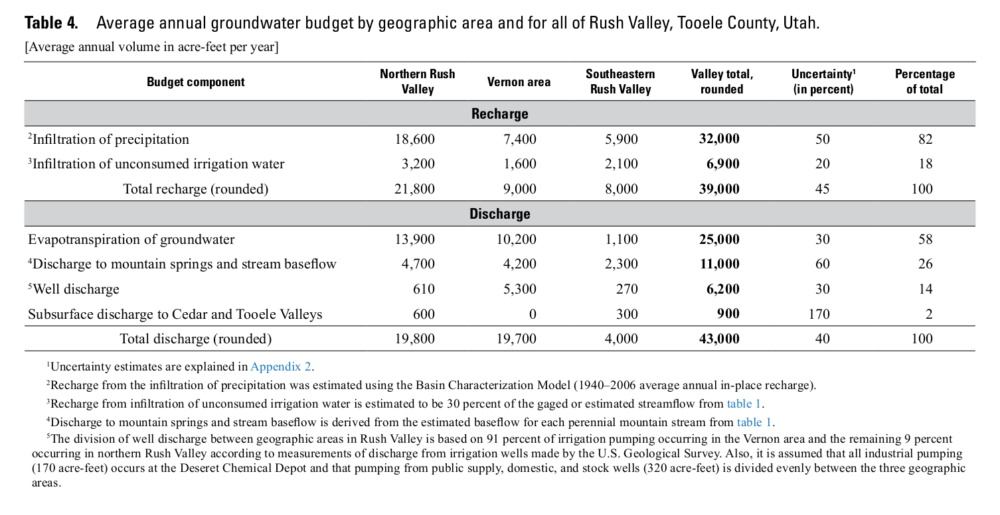 Table 4. Average annual groundwater budget by geographic area and for all of Rush Valley, Tooele County, Utah.
[Average annual volume in acre-feet per year]
Budget component Northern Rush Valley Vernon area Southeastern Rush Valley Valley total, rounded Uncertainty¹ (in percent) Percentage of total
Recharge
²Infiltration of precipitation 18,600 7,400 5,900 32,000 50 82
³Infiltration of unconsumed irrigation water 3,200 1,600 2,100 6,900 20 18
Total recharge (rounded) 21,800 9,000 8,000 39,000 45 100
Discharge
Evapotranspiration of groundwater 13,900 10,200 1,100 25,000 30 58
⁴Discharge to mountain springs and stream baseflow 4,700 4,200 2,300 11,000 60 26
⁵Well discharge 610 5,300 270 6,200 30 14
Subsurface discharge to Cedar and Tooele Valleys 600 0 300 900 170 2
Total discharge (rounded) 19,800 19,700 4,000 43,000 40 100
¹Uncertainty estimates are explained in Appendix 2.
²Recharge from the infiltration of precipitation was estimated using the Basin Characterization Model (1940–2006 average annual in-place recharge).
³Recharge from infiltration of unconsumed irrigation water is estimated to be 30 percent of the gaged or estimated streamflow from table 1.
⁴Discharge to mountain springs and stream baseflow is derived from the estimated baseflow for each perennial mountain stream from table 1.
⁵The division of well discharge between geographic areas in Rush Valley is based on 91 percent of irrigation pumping occurring in the Vernon area and the remaining 9 percent
occurring in northern Rush Valley according to measurements of discharge from irrigation wells made by the U.S. Geological Survey. Also, it is assumed that all industrial pumping
(170 acre-feet) occurs at the Deseret Chemical Depot and that pumping from public supply, domestic, and stock wells (320 acre-feet) is divided evenly between the three geographic
areas.